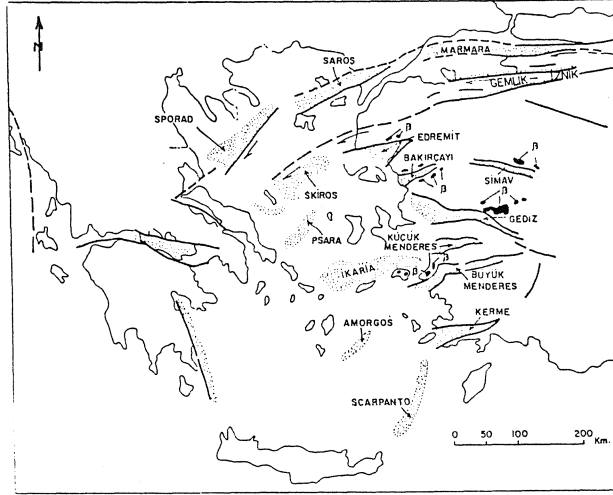 N
MARMARA
SAROS
GEMLİK
İZNİK
SPORAD
β
EDREMİT
BAKIRÇAYI
β
β
β
SİMAV
β
SKİROS
GEDİZ
PSARA
KÜÇÜK
MENDERES
β
İKARİA
β
BÜYÜK
MENDERES
KERME
AMORGOS
SCARPANTO
0 50 100 200
Km.